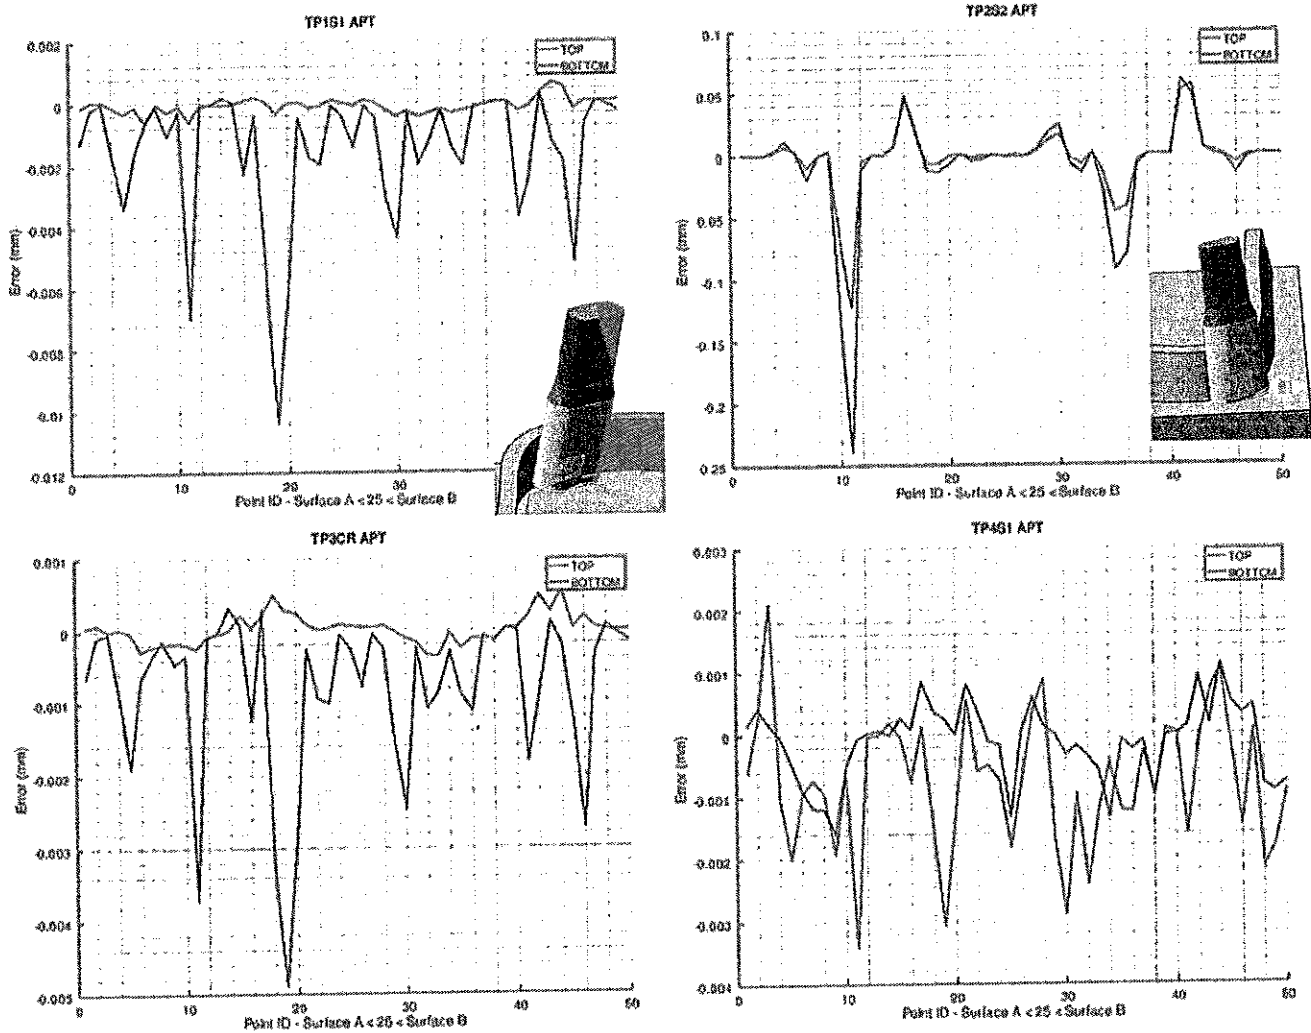 TP1S1 APT
0.002
TOP
BOTTOM
0
-0.002
-0.004
Error (mm)
-0.006
-0.008
-0.01
-0.012
0
10
20
30
Point ID - Surface A < 25 < Surface B
TP2S2 APT
0.1
TOP
BOTTOM
0.05
0
0.05
Error (mm)
-0.1
-0.15
-0.2
0.25
0
10
20
30
40
50
Point ID - Surface A < 25 < Surface B
TP3CR APT
0.001
TOP
BOTTOM
0
-0.001
Error (mm)
-0.002
-0.003
-0.004
-0.005
0
10
20
30
40
50
Point ID - Surface A < 25 < Surface B
TP4S1 APT
0.003
TOP
BOTTOM
0.002
0.001
0
Error (mm)
-0.001
-0.002
-0.003
-0.004
0
10
20
30
40
50
Point ID - Surface A < 25 < Surface B